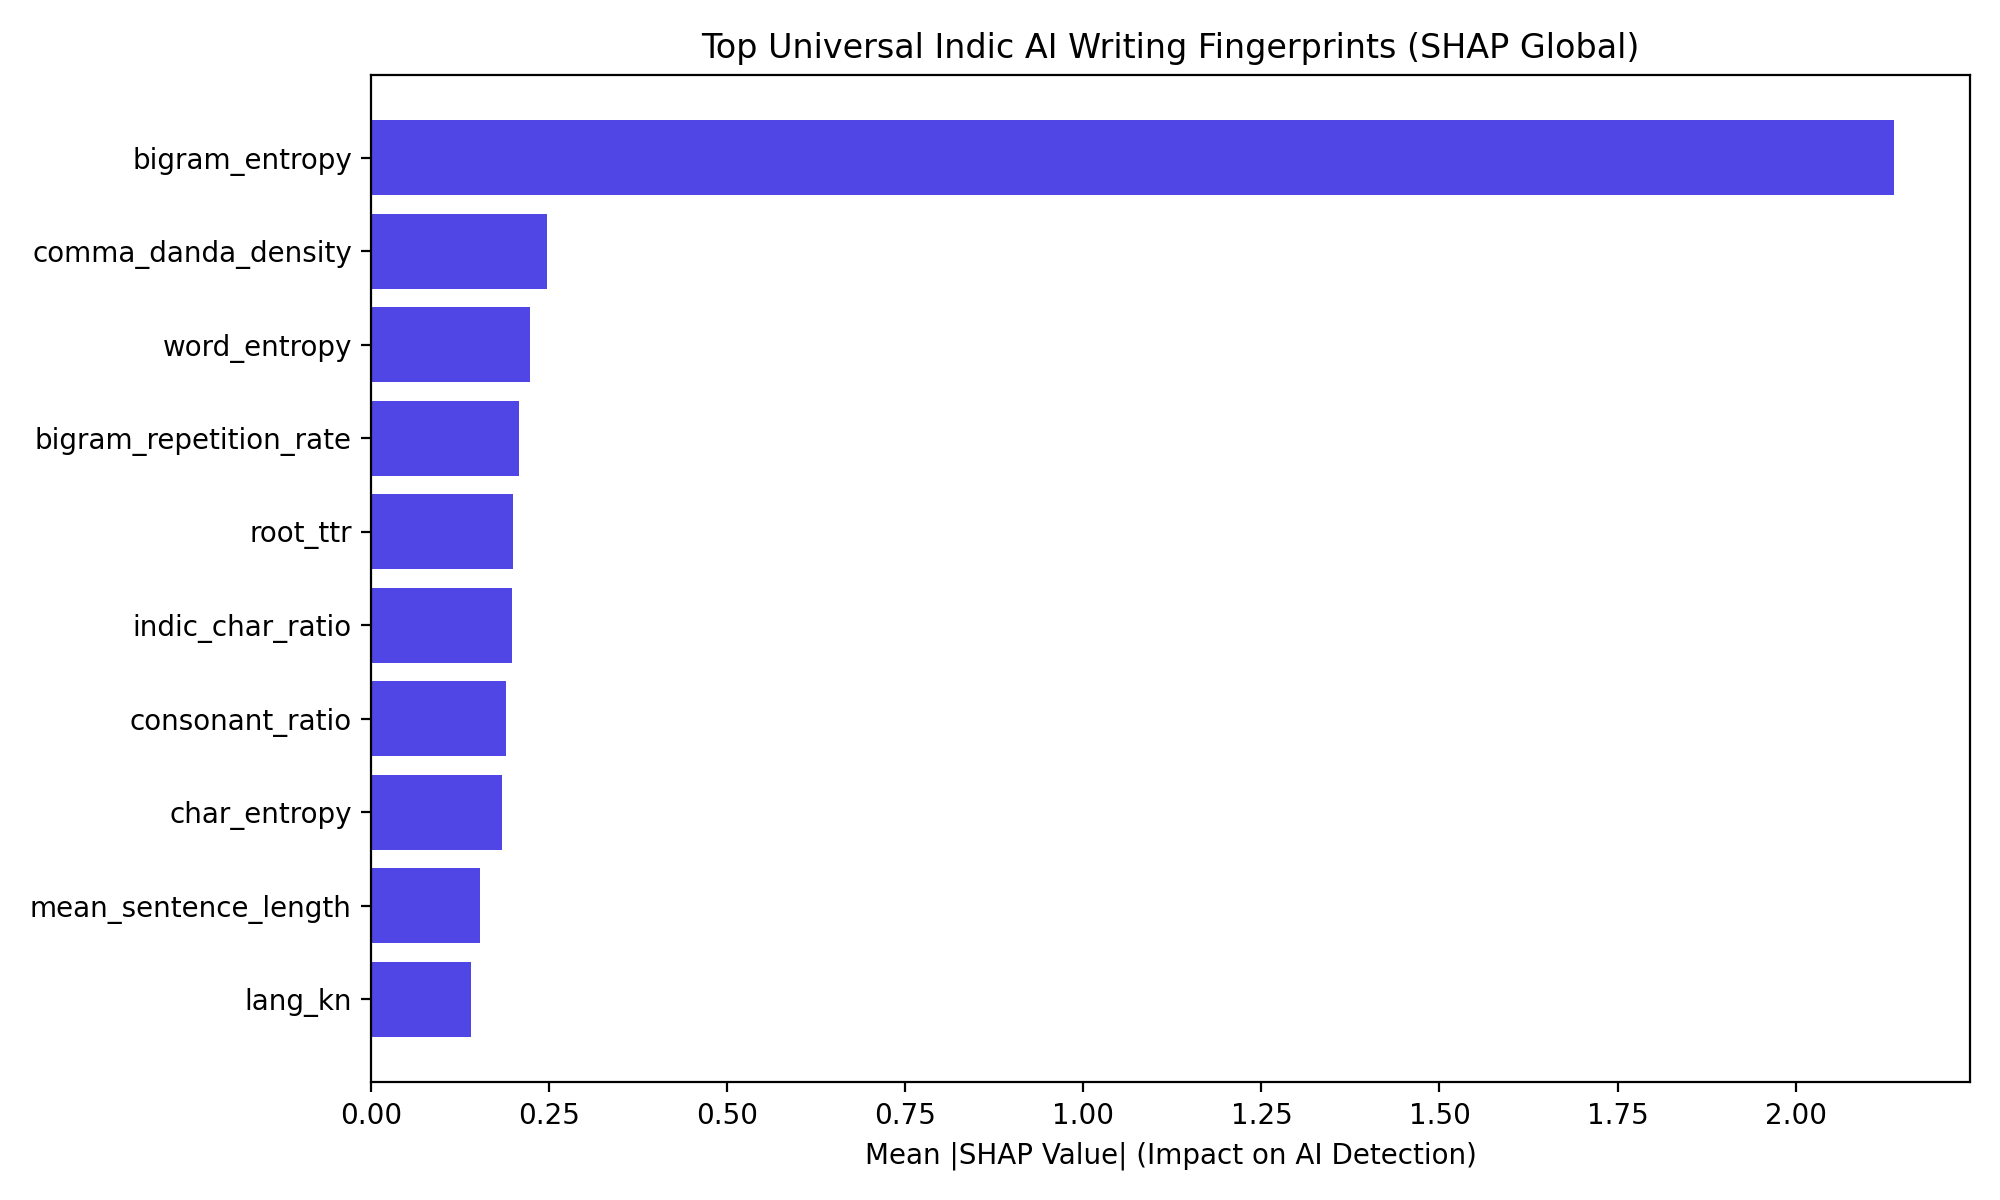 Top Universal Indic AI Writing Fingerprints (SHAP Global)
bigram_entropy
comma_danda_density
word_entropy
bigram_repetition_rate
root_ttr
indic_char_ratio
consonant_ratio
char_entropy
mean_sentence_length
lang_kn
0.00 0.25 0.50 0.75 1.00 1.25 1.50 1.75 2.00
Mean |SHAP Value| (Impact on AI Detection)